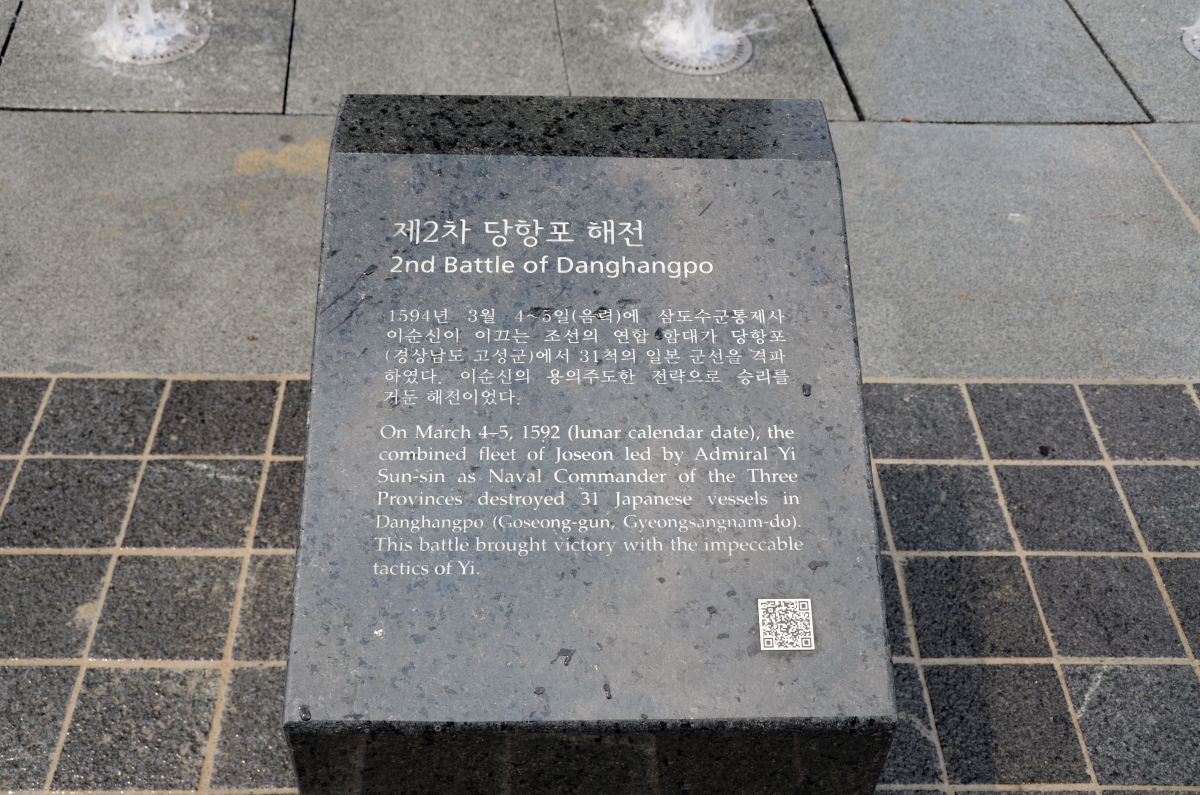 제2차 당항포 해전
2nd Battle of Danghangpo
1594년 3월 4~5일(음력)에 삼도수군통제사
이순신이 이끄는 조선의 연합 함대가 당항포
(경상남도 고성군)에서 31척의 일본 군선을 격파
하였다. 이순신의 용의주도한 전략으로 승리를
거둔 해전이었다.
On March 4–5, 1592 (lunar calendar date), the
combined fleet of Joseon led by Admiral Yi
Sun-sin as Naval Commander of the Three
Provinces destroyed 31 Japanese vessels in
Danghangpo (Goseong-gun, Gyeongsangnam-do).
This battle brought victory with the impeccable
tactics of Yi.